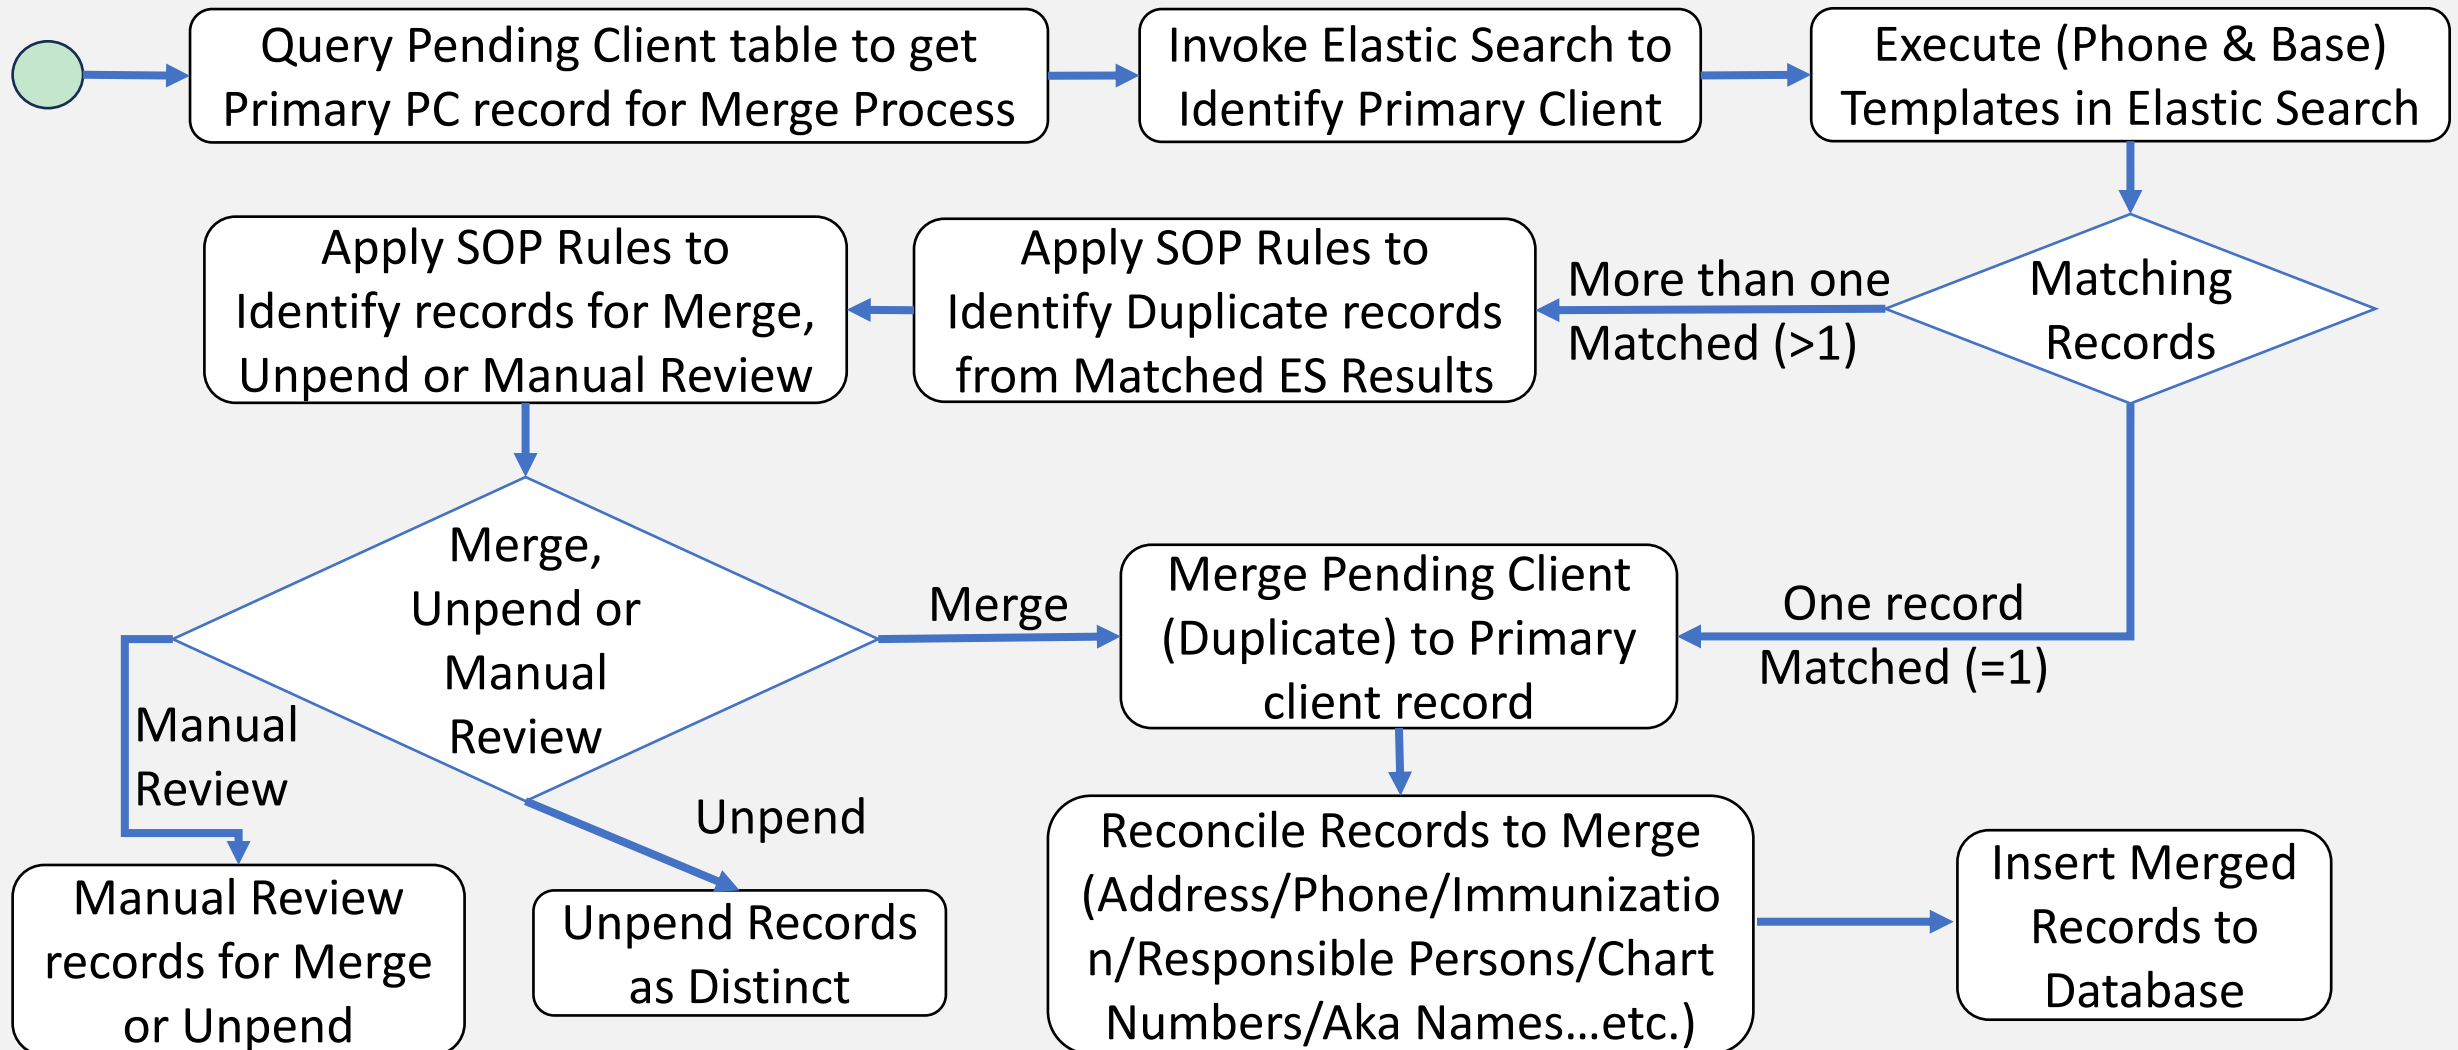 Query Pending Client table to get
Primary PC record for Merge Process
Invoke Elastic Search to
Identify Primary Client
Execute (Phone & Base)
Templates in Elastic Search
Matching
Records
More than one
Matched (>1)
Apply SOP Rules to
Identify Duplicate records
from Matched ES Results
Apply SOP Rules to
Identify records for Merge,
Unpend or Manual Review
Merge,
Unpend or
Manual
Review
Merge
Merge Pending Client
(Duplicate) to Primary
client record
One record
Matched (=1)
Manual
Review
Unpend
Manual Review
records for Merge
or Unpend
Unpend Records
as Distinct
Reconcile Records to Merge
(Address/Phone/Immunizatio
n/Responsible Persons/Chart
Numbers/Aka Names...etc.)
Insert Merged
Records to
Database